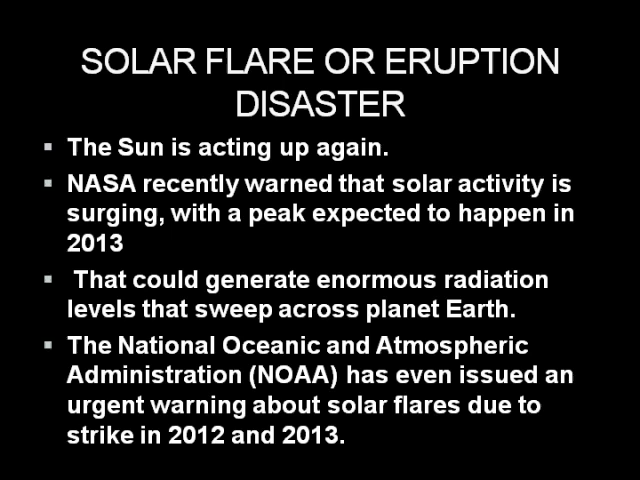 SOLAR FLARE OR ERUPTION
DISASTER
▪ The Sun is acting up again.
▪ NASA recently warned that solar activity is
surging, with a peak expected to happen in
2013
▪ That could generate enormous radiation
levels that sweep across planet Earth.
▪ The National Oceanic and Atmospheric
Administration (NOAA) has even issued an
urgent warning about solar flares due to
strike in 2012 and 2013.